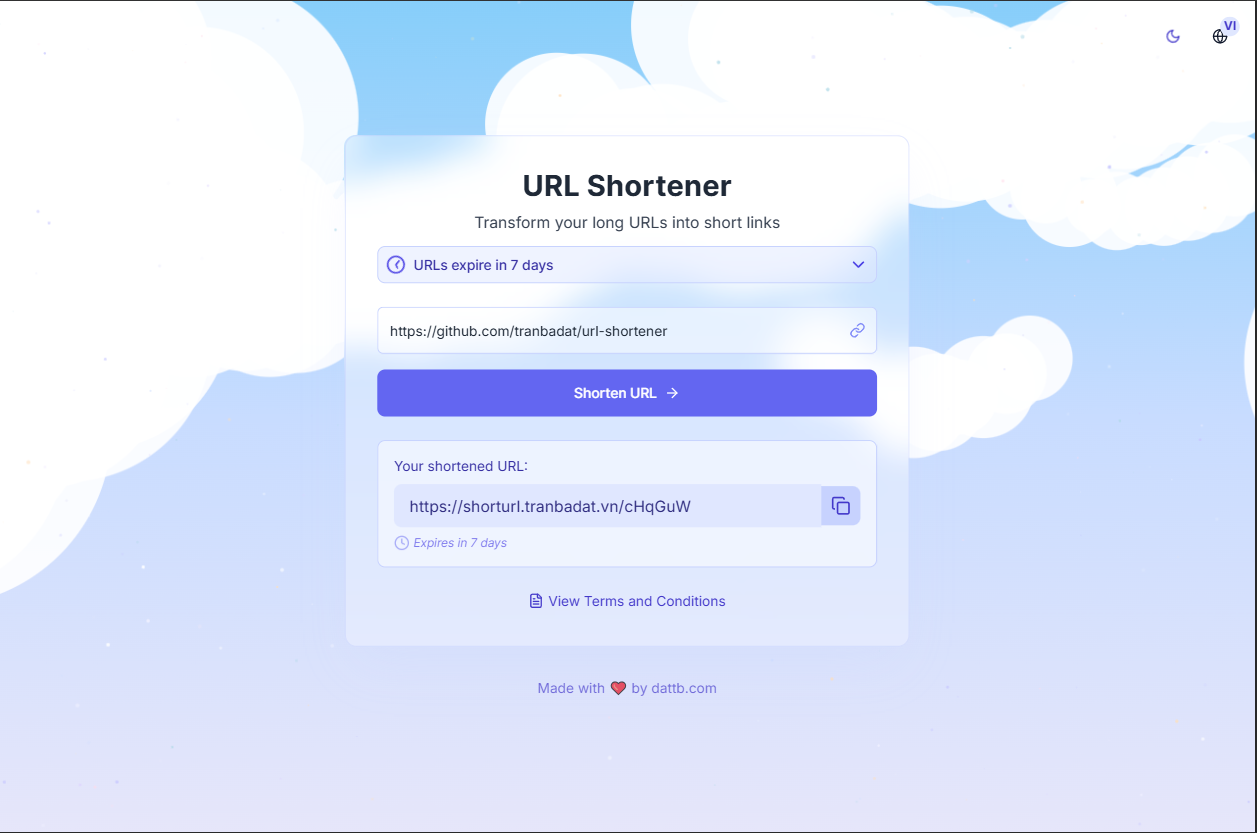 VI
URL Shortener
Transform your long URLs into short links
URLs expire in 7 days
https://github.com/tranbadat/url-shortener
Shorten URL →
Your shortened URL:
https://shorturl.tranbadat.vn/cHqGuW
Expires in 7 days
View Terms and Conditions
Made with ❤️ by dattb.com